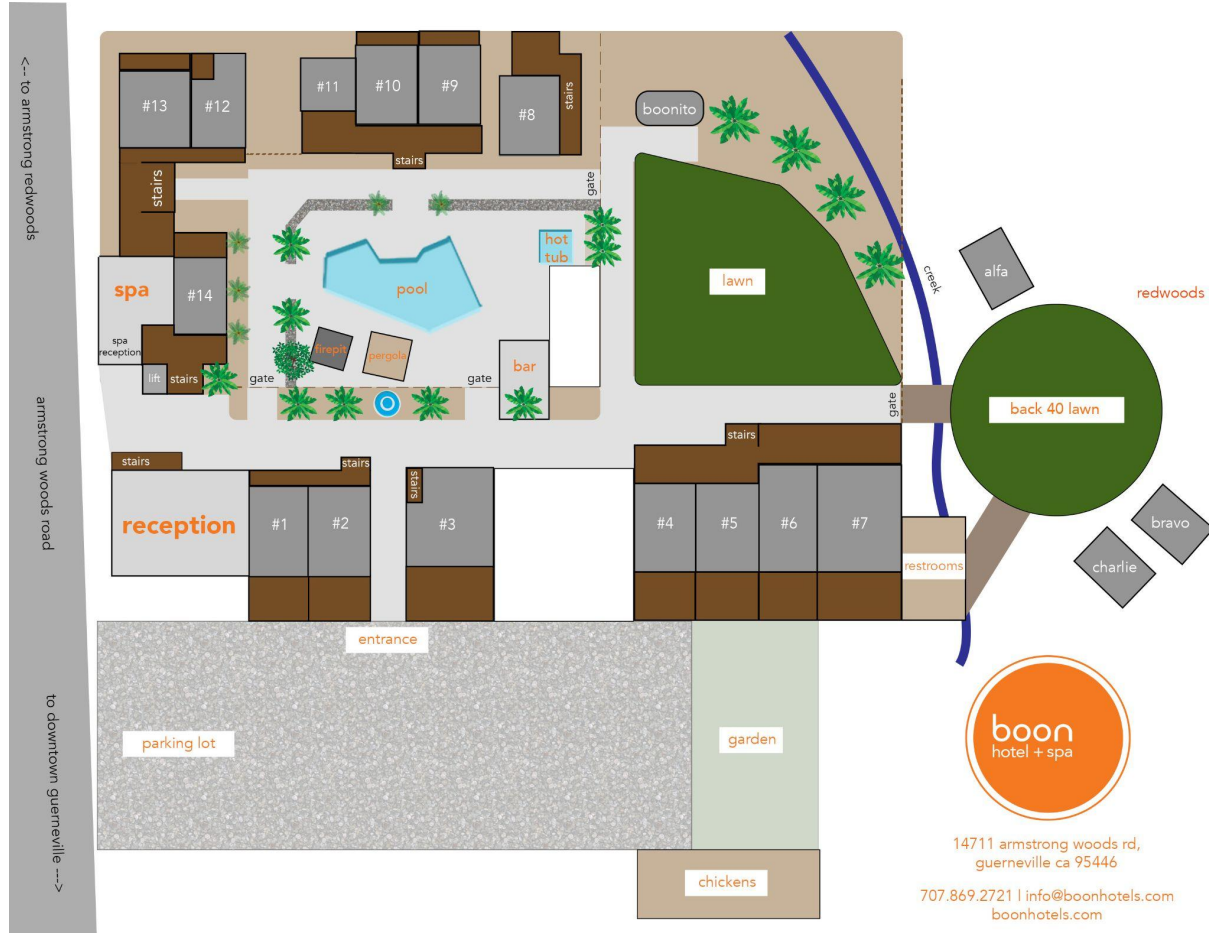 <-- to armstrong redwoods
armstrong woods road
to downtown guerneville --->
#13
#12
#11
#10
#9
#8
stairs
stairs
stairs
boonito
gate
hot
tub
pool
lawn
creek
alfa
redwoods
spa
spa
reception
#14
lift
stairs
firepit
pergola
bar
gate
gate
gate
back 40 lawn
stairs
reception
stairs
#1
#2
stairs
#3
stairs
#4
#5
#6
#7
restrooms
bravo
charlie
entrance
parking lot
garden
chickens
boon
hotel + spa
14711 armstrong woods rd,
guerneville ca 95446
707.869.2721 | info@boonhotels.com
boonhotels.com